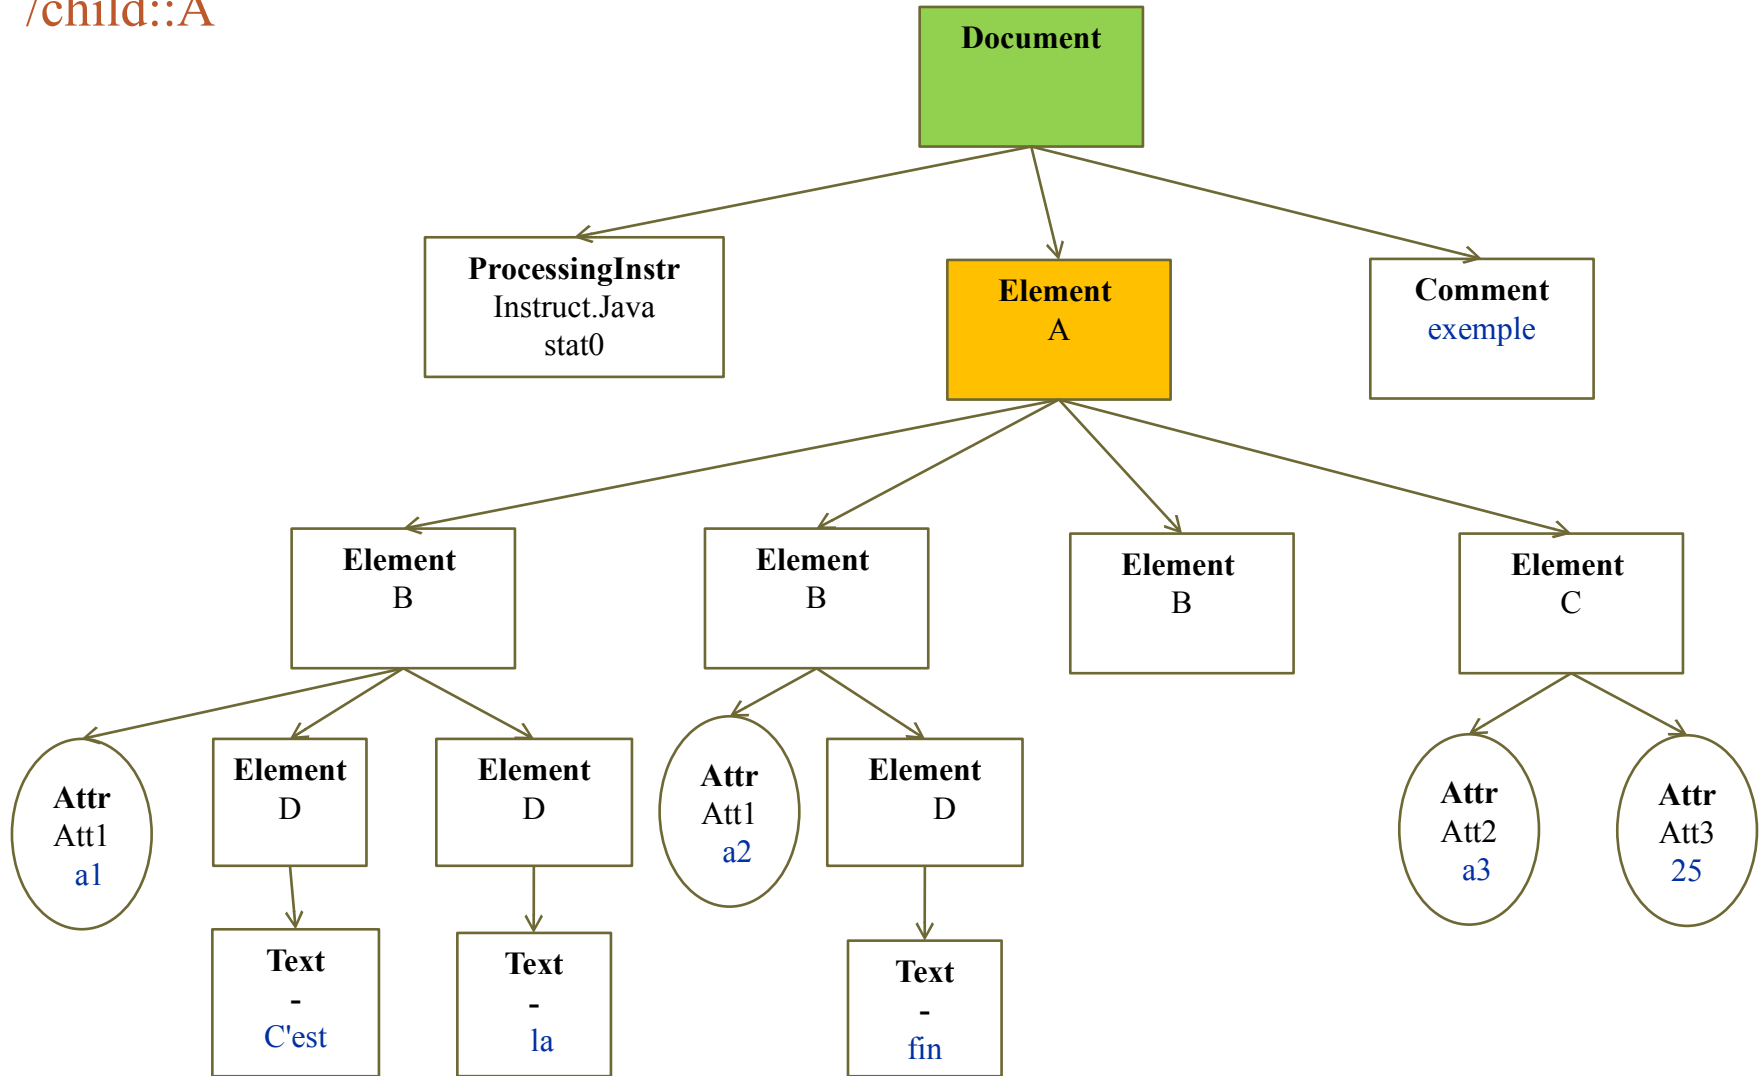 /child::A
Document
ProcessingInstr
Instruct.Java
stat0
Element
A
Comment
exemple
Element
B
Element
B
Element
B
Element
C
Attr
Att1
a1
Element
D
Element
D
Attr
Att1
a2
Element
D
Attr
Att2
a3
Attr
Att3
25
Text
-
C'est
Text
-
la
Text
-
fin